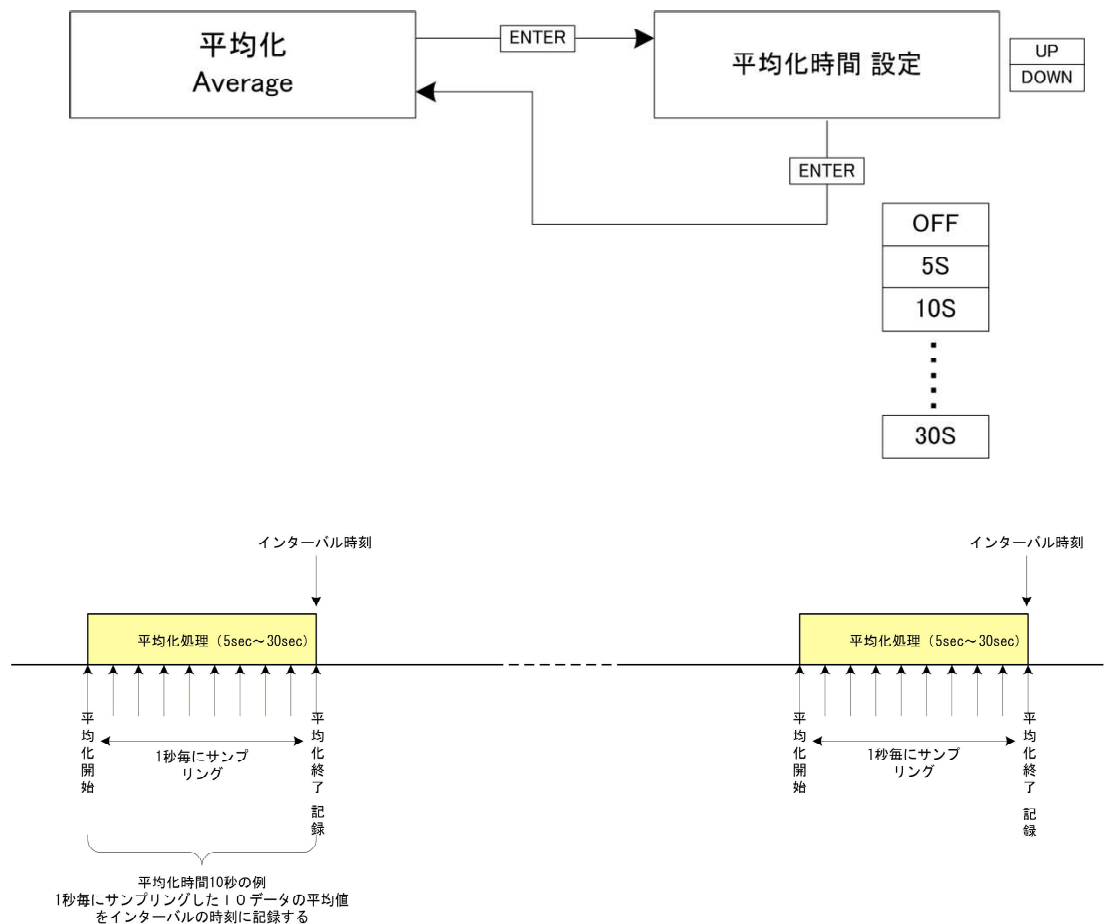 平均化
Average
ENTER
平均化時間 設定
UP
DOWN
ENTER
OFF
5S
10S
30S
インターバル時刻
インターバル時刻
平均化処理（5sec～30sec）
平均化処理（5sec～30sec）
平均化開始
1秒毎にサンプ
リング
平均化終了 記録
平均化開始
1秒毎にサンプ
リング
平均化終了 記録
平均化時間10秒の例
1秒毎にサンプリングした１０データの平均値
をインターバルの時刻に記録する